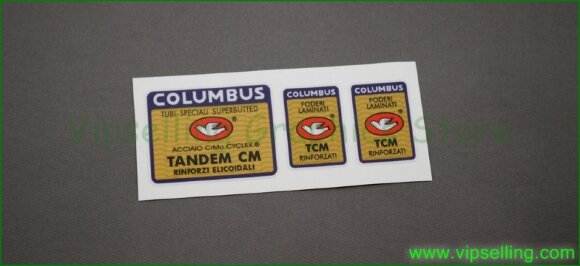 COLUMBUS
TUBI SPECIALI SUPERBUTTED
®
ACCIAIO CrMo CYCLEX®
TANDEM CM
RINFORZI ELICOIDALI
COLUMBUS
FODERI
LAMINATI
®
TCM
RINFORZATI
COLUMBUS
FODERI
LAMINATI
®
TCM
RINFORZATI
Vipselling Graphics Store
www.vipselling.com